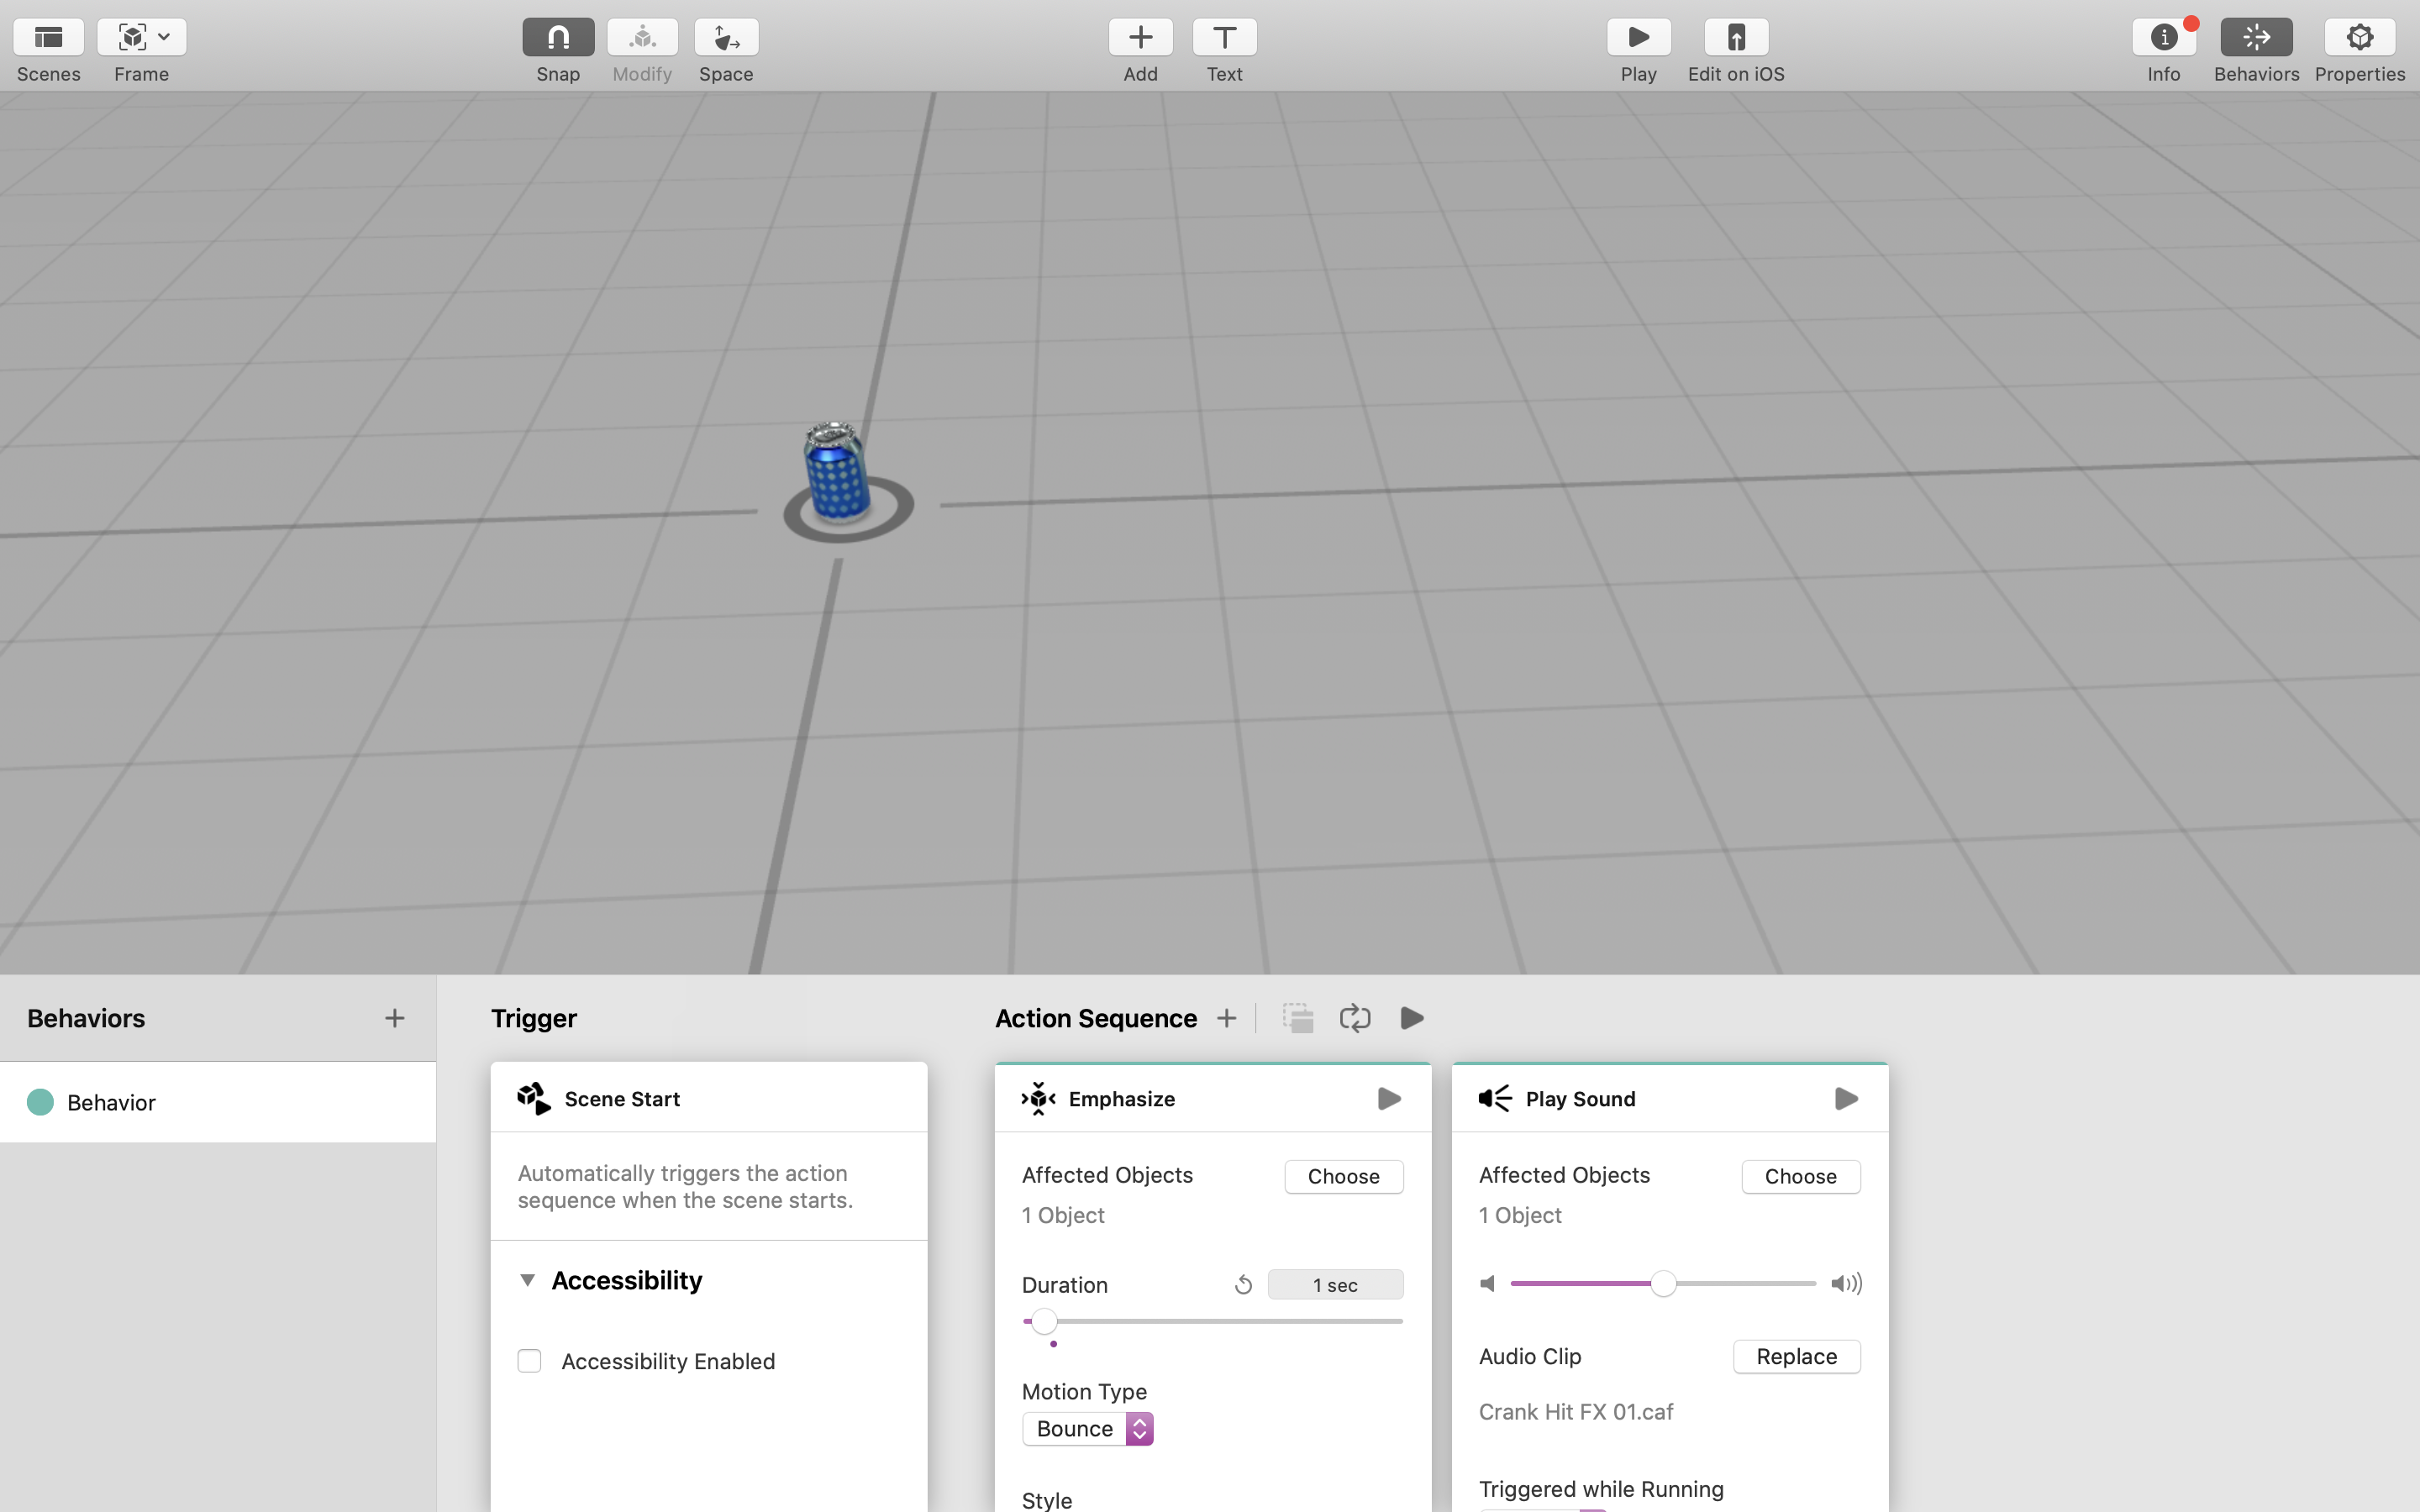 Scenes
Frame
Snap
Modify
Space
Add
Text
Play
Edit on iOS
Info
Behaviors
Properties
Behaviors
Behavior
Trigger
Scene Start
Automatically triggers the action
sequence when the scene starts.
Accessibility
Accessibility Enabled
Action Sequence
Emphasize
Affected Objects
Choose
1 Object
Duration
1 sec
Motion Type
Bounce
Style
Play Sound
Affected Objects
Choose
1 Object
Audio Clip
Replace
Crank Hit FX 01.caf
Triggered while Running